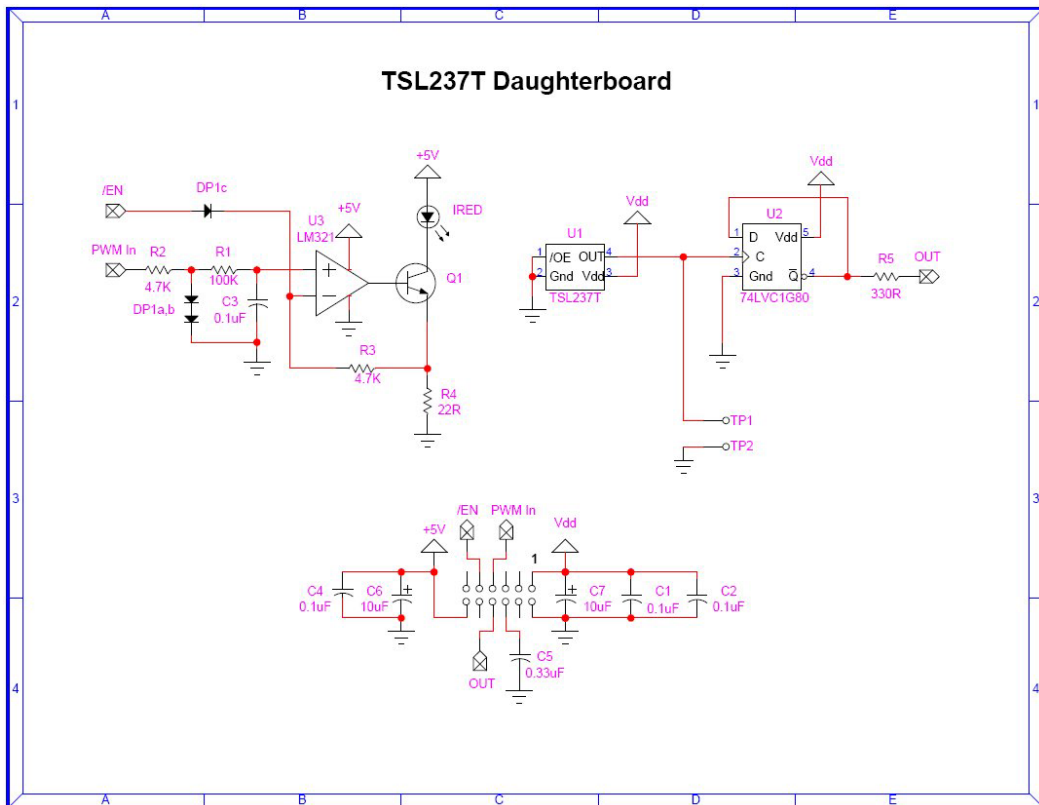 A B C D E
TSL237T Daughterboard
1 1
+5V
Vdd
/EN
DP1c
+5V
IRED
Vdd
U3
LM321
U2
PWM In
R2
R1
U1
1 D Vdd 5
1 /OE OUT 4
2 C
R5
OUT
4.7K
100K
Q1
2 Gnd Vdd 3
3 Gnd Q 4
C3
0.1uF
TSL237T
74LVC1G80
330R
2 2
DP1a,b
R3
4.7K
R4
22R
TP1
TP2
3 3
/EN
PWM In
+5V
Vdd
1
C4
0.1uF
C6
10uF
+
C7
10uF
+
C1
0.1uF
C2
0.1uF
C5
0.33uF
OUT
4 4
A B C D E